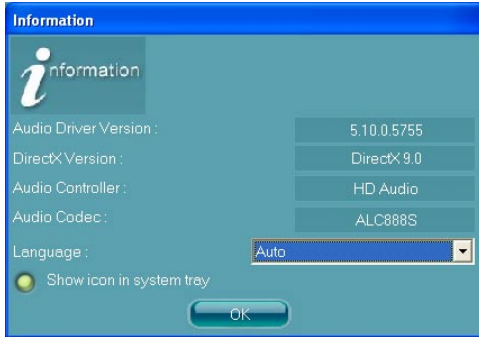 Information
information
Audio Driver Version : 5.10.0.5755
DirectX Version : DirectX 9.0
Audio Controller : HD Audio
Audio Codec : ALC888S
Language : Auto
Show icon in system tray
OK